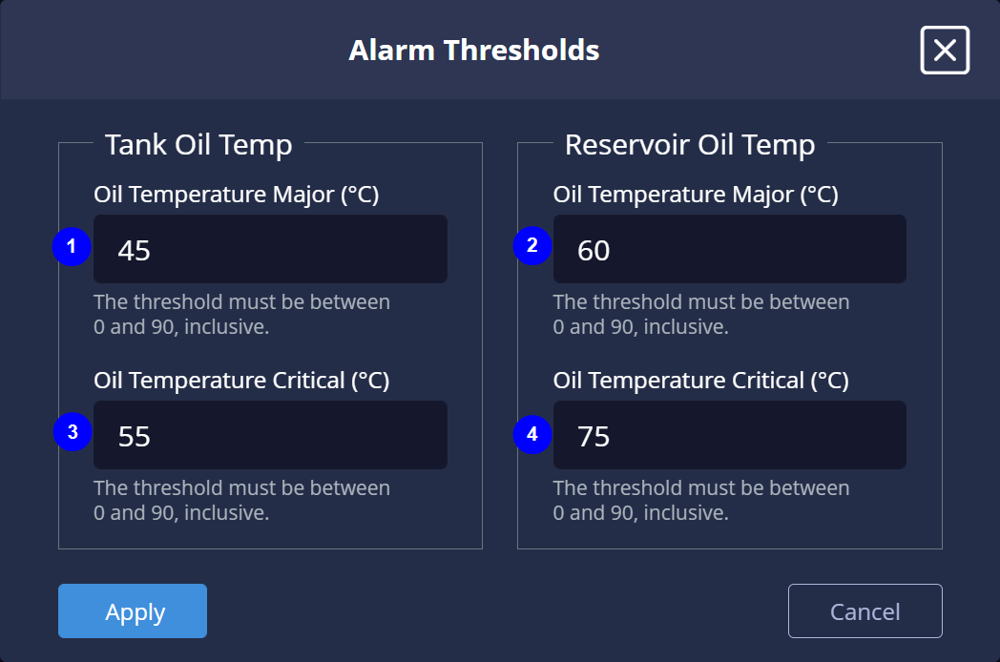 Alarm Thresholds
Tank Oil Temp
Oil Temperature Major (°C)
1
45
The threshold must be between
0 and 90, inclusive.
Oil Temperature Critical (°C)
3
55
The threshold must be between
0 and 90, inclusive.
Reservoir Oil Temp
Oil Temperature Major (°C)
2
60
The threshold must be between
0 and 90, inclusive.
Oil Temperature Critical (°C)
4
75
The threshold must be between
0 and 90, inclusive.
Apply
Cancel